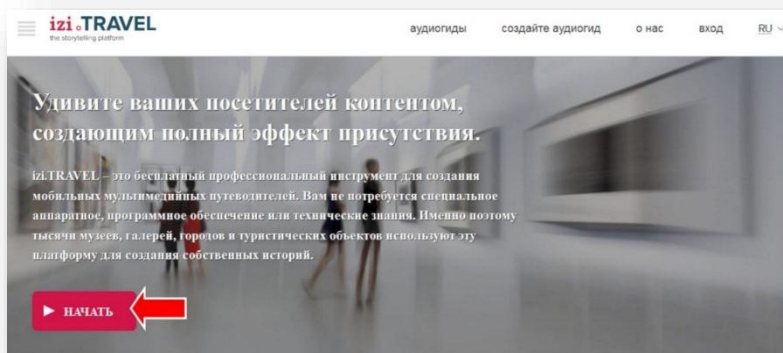 izi.TRAVEL
the storytelling platform
аудиогиды
создайте аудиогид
о нас
вход
RU
Удивите ваших посетителей контентом,
создающим полный эффект присутствия.
izi.TRAVEL – это бесплатный профессиональный инструмент для создания
мобильных мультимедийных путеводителей. Вам не потребуется специальное
аппаратное, программное обеспечение или технические знания. Именно поэтому
тысячи музеев, галерей, городов и туристических объектов используют эту
платформу для создания собственных историй.
НАЧАТЬ